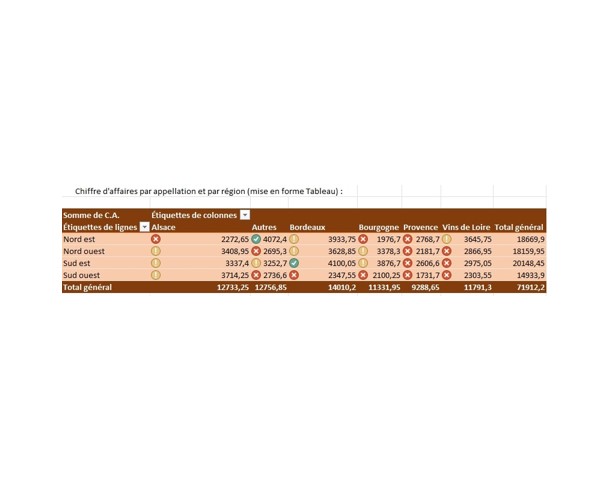 Chiffre d'affaires par appellation et par région (mise en forme Tableau) :
Somme de C.A. Étiquettes de colonnes
Étiquettes de lignes Alsace Autres Bordeaux Bourgogne Provence Vins de Loire Total général
Nord est 2272,65 4072,4 3933,75 1976,7 2768,7 3645,75 18669,9
Nord ouest 3408,95 2695,3 3628,85 3378,3 2181,7 2866,95 18159,95
Sud est 3337,4 3252,7 4100,05 3876,7 2606,6 2975,05 20148,45
Sud ouest 3714,25 2736,6 2347,55 2100,25 1731,7 2303,55 14933,9
Total général 12733,25 12756,85 14010,2 11331,95 9288,65 11791,3 71912,2